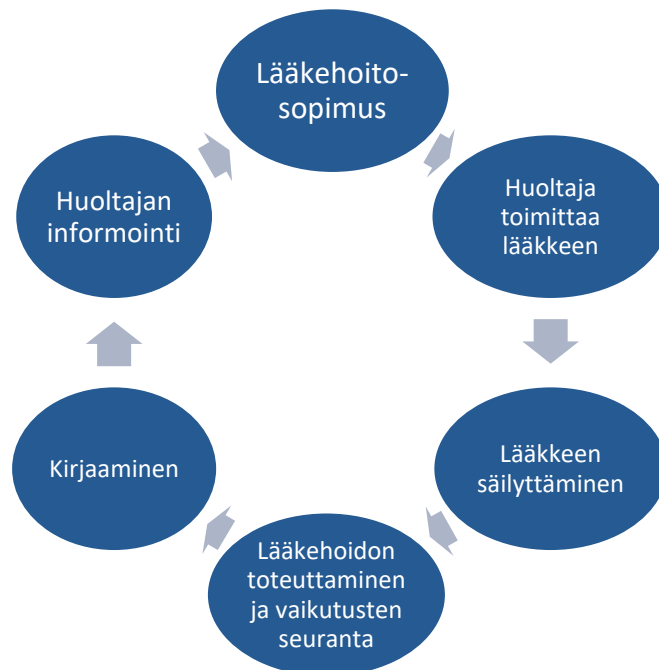 Lääkehoito-
sopimus
Huoltaja
toimittaa
lääkkeen
Lääkkeen
säilyttäminen
Lääkehoidon
toteuttaminen
ja vaikutusten
seuranta
Kirjaaminen
Huoltajan
informointi